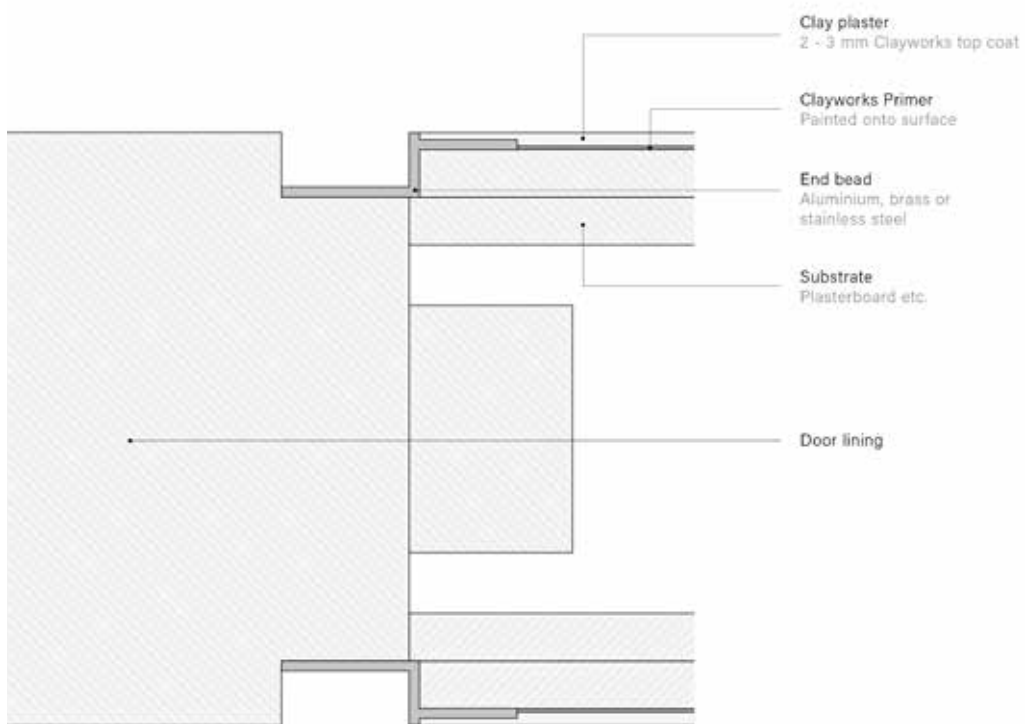 Clay plaster
2 - 3 mm Clayworks top coat
Clayworks Primer
Painted onto surface
End bead
Aluminium, brass or
stainless steel
Substrate
Plasterboard etc.
Door lining